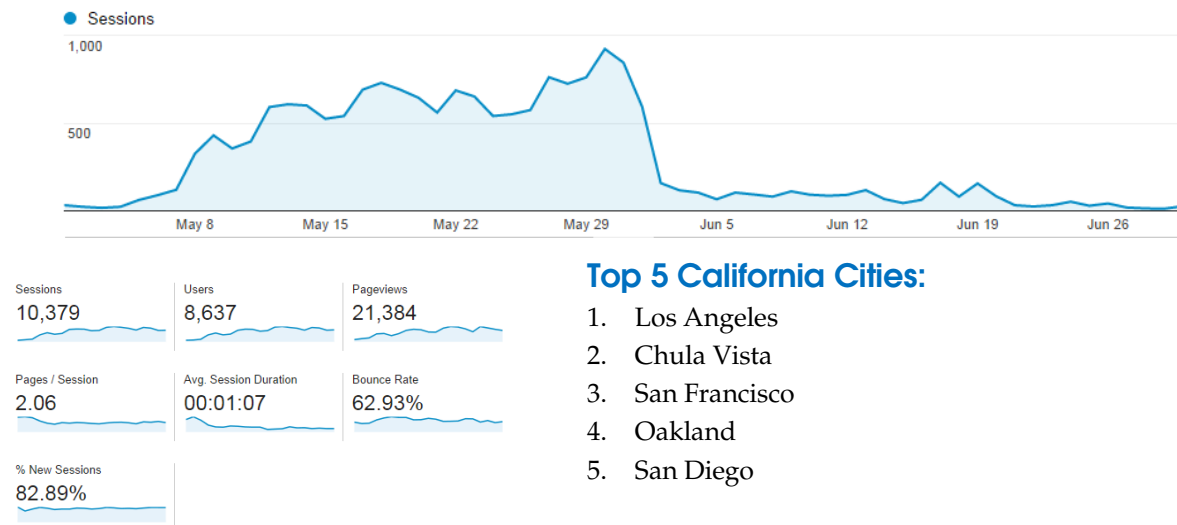 Sessions
1,000
500
May 8 May 15 May 22 May 29 Jun 5 Jun 12 Jun 19 Jun 26
Sessions Users Pageviews
10,379 8,637 21,384
Pages / Session Avg. Session Duration Bounce Rate
2.06 00:01:07 62.93%
% New Sessions
82.89%
Top 5 California Cities:
1. Los Angeles
2. Chula Vista
3. San Francisco
4. Oakland
5. San Diego